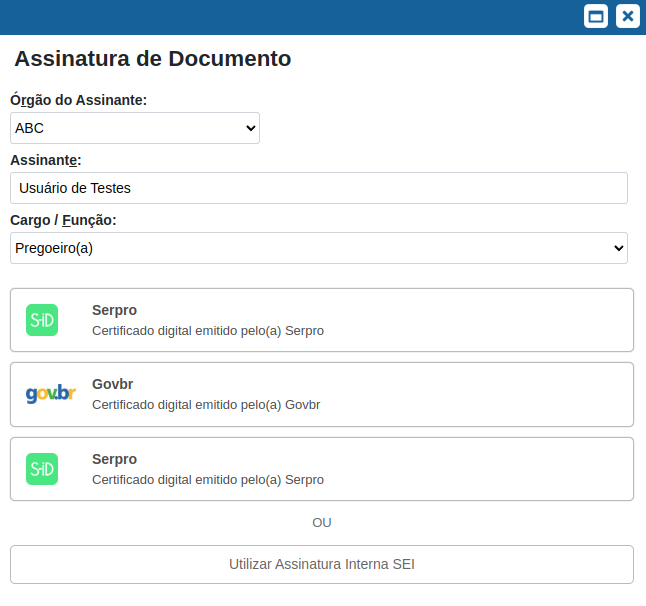 Assinatura de Documento
Órgão do Assinante:
ABC
Assinante:
Usuário de Testes
Cargo / Função:
Pregoeiro(a)
SerID
Serpro
Certificado digital emitido pelo(a) Serpro
gov.br
Govbr
Certificado digital emitido pelo(a) Govbr
SerID
Serpro
Certificado digital emitido pelo(a) Serpro
OU
Utilizar Assinatura Interna SEI